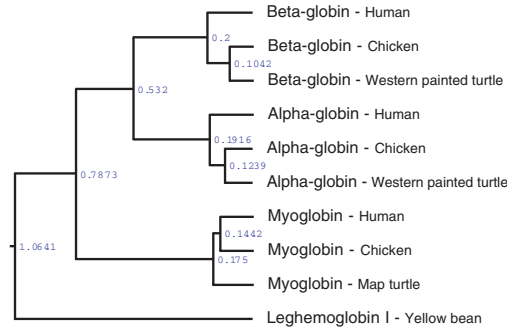 Beta-globin - Human
0.2
Beta-globin - Chicken
0.1042
Beta-globin - Western painted turtle
0.532
Alpha-globin - Human
0.1916
Alpha-globin - Chicken
0.1239
Alpha-globin - Western painted turtle
0.7873
Myoglobin - Human
0.1442
1.0641
Myoglobin - Chicken
0.175
Myoglobin - Map turtle
Leghemoglobin I - Yellow bean